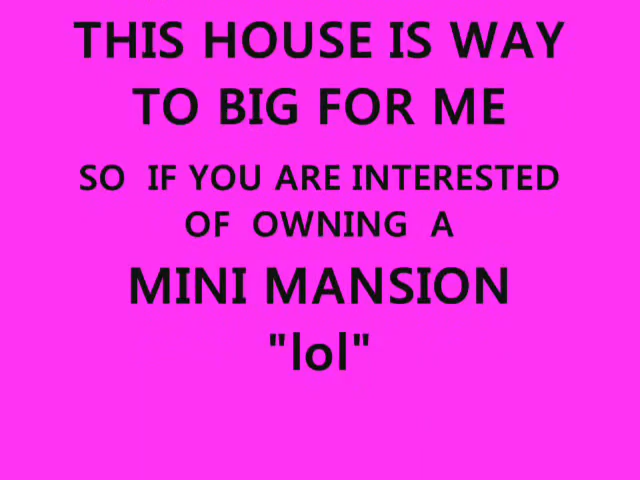 THIS HOUSE IS WAY
TO BIG FOR ME
SO IF YOU ARE INTERESTED
OF OWNING A
MINI MANSION
"lol"